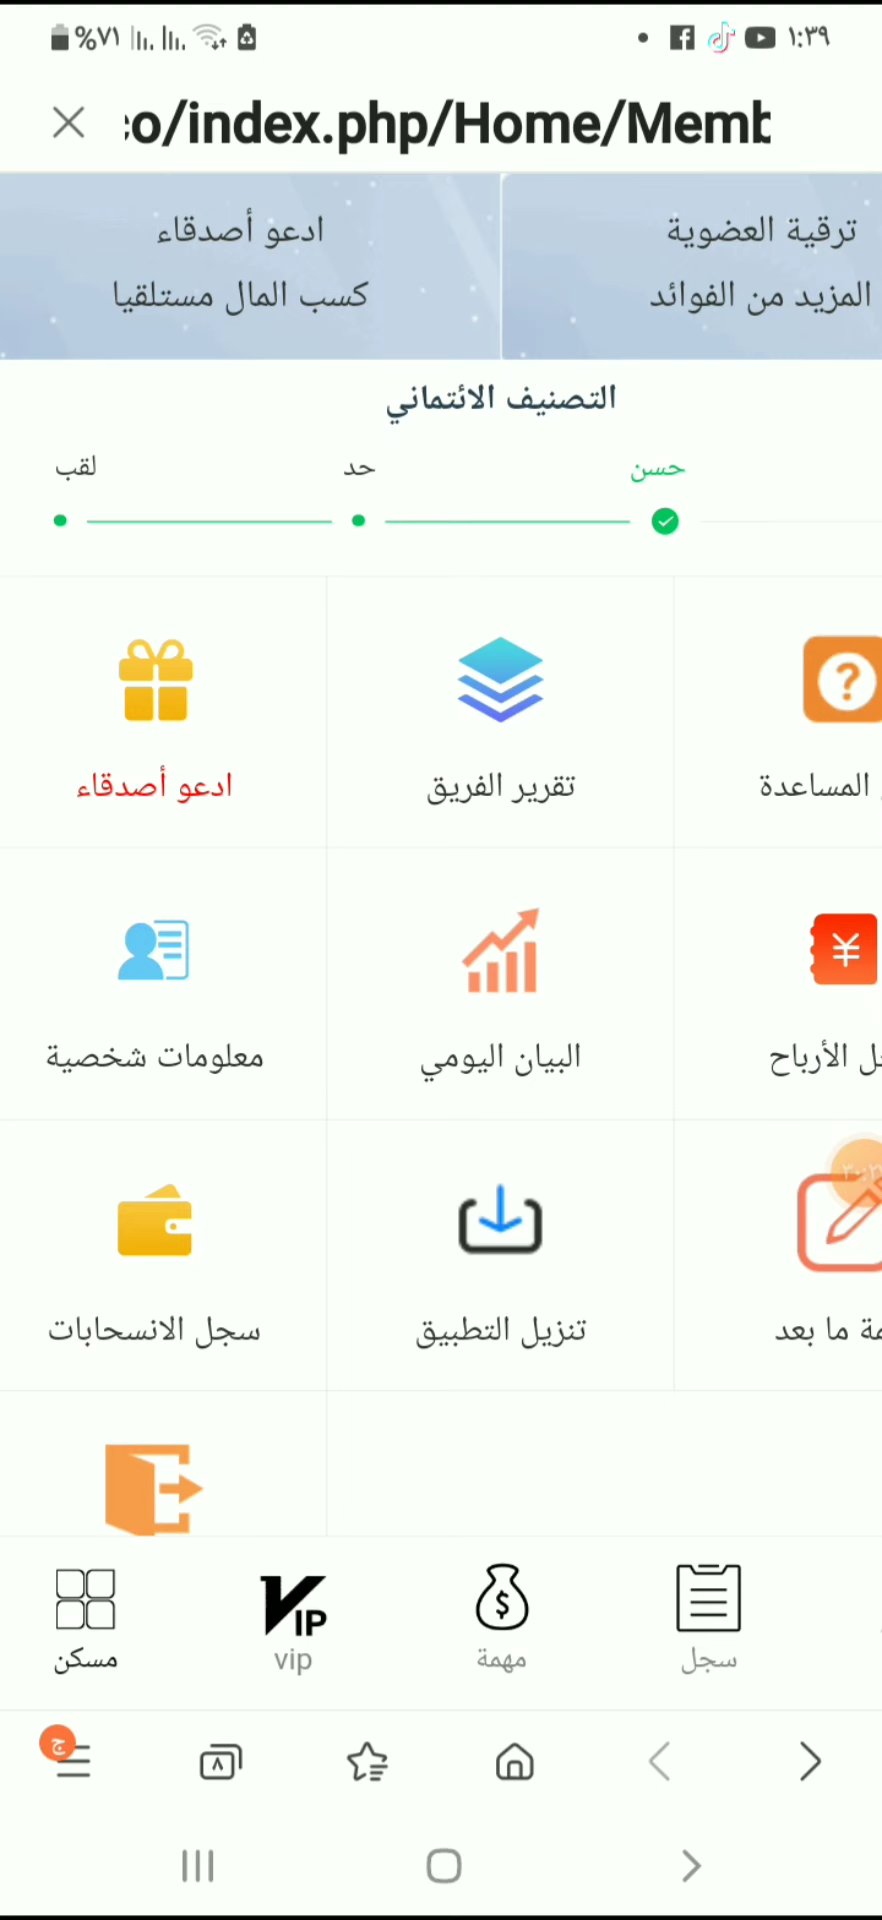 %٧١
١:٣٩
:o/index.php/Home/Memb
ترقية العضوية
المزيد من الفوائد
ادعو أصدقاء
كسب المال مستلقيا
التصنيف الائتماني
لقب
حد
حسن
ادعو أصدقاء
تقرير الفريق
المساعدة
معلومات شخصية
البيان اليومي
الأرباح
¥
سجل الانسحابات
تنزيل التطبيق
ما بعد
مسكن
VIP
vip
مهمة
سجل
ج
٨